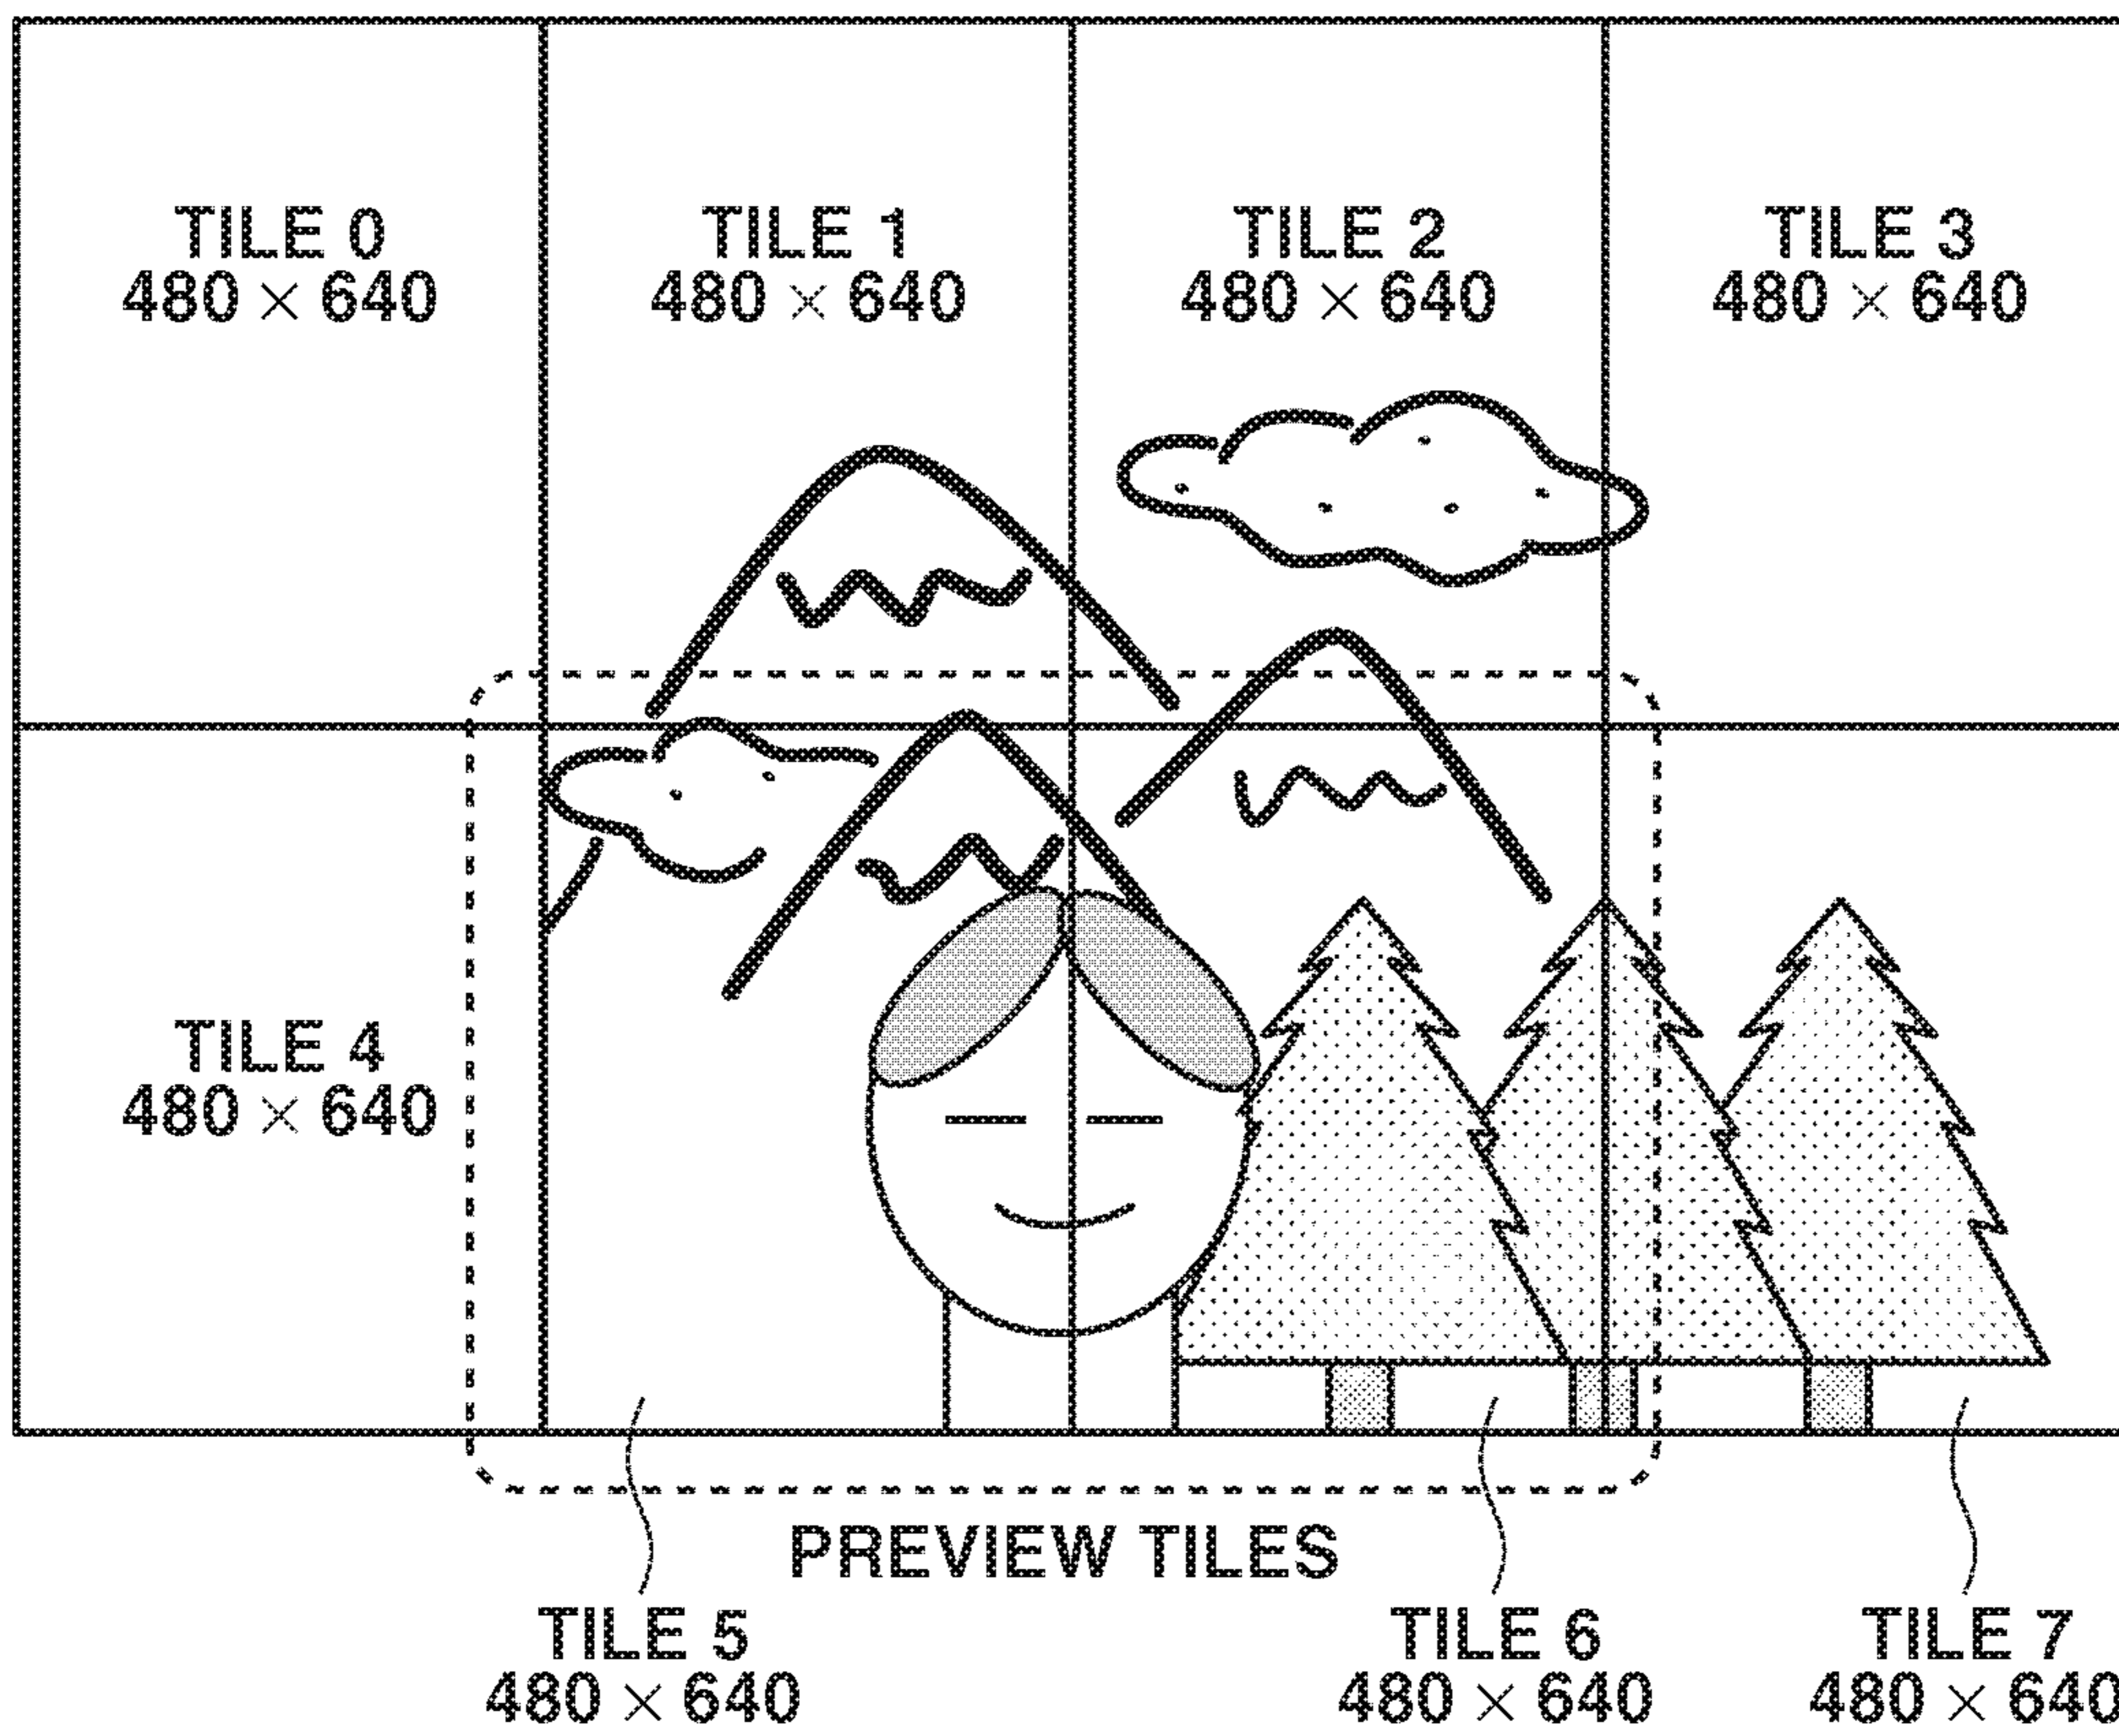 TILE 0
480 × 640
TILE 1
480 × 640
TILE 2
480 × 640
TILE 3
480 × 640
TILE 4
480 × 640
PREVIEW TILES
TILE 5
480 × 640
TILE 6
480 × 640
TILE 7
480 × 640